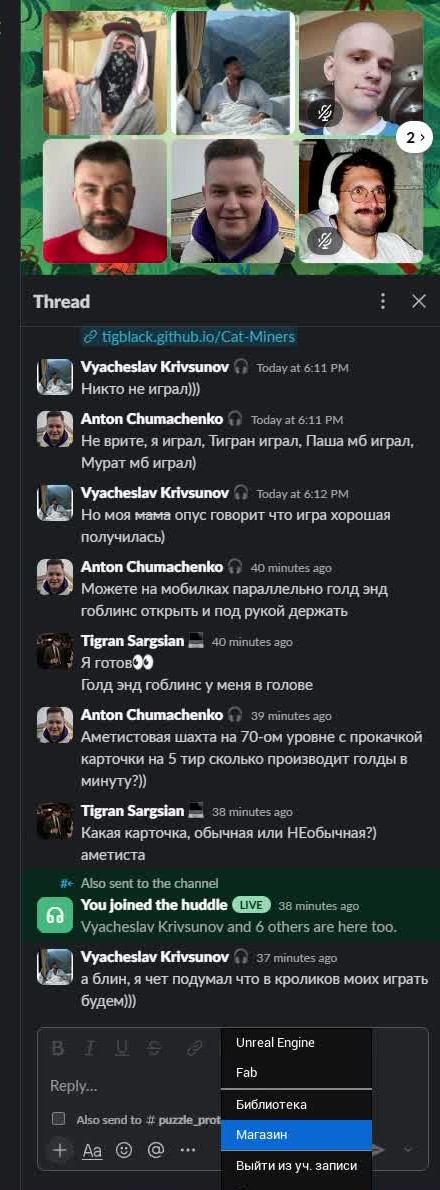 2
Thread
tigblack.github.io/Cat-Miners
Vyacheslav Krivsunov Today at 6:11 PM
Никто не играл)))
Anton Chumachenko Today at 6:11 PM
Не врите, я играл, Тигран играл, Паша мб играл,
Мурат мб играл)
Vyacheslav Krivsunov Today at 6:12 PM
Но моя мама опус говорит что игра хорошая
получилась)
Anton Chumachenko 40 minutes ago
Можете на мобилках параллельно голд энд
гоблинс открыть и под рукой держать
Tigran Sargsian 40 minutes ago
Я готов👀
Голд энд гоблинс у меня в голове
Anton Chumachenko 39 minutes ago
Аметистовая шахта на 70-ом уровне с прокачкой
карточки на 5 тир сколько производит голды в
минуту?))
Tigran Sargsian 38 minutes ago
Какая карточка, обычная или НЕобычная?)
аметиста
Also sent to the channel
You joined the huddle LIVE 38 minutes ago
Vyacheslav Krivsunov and 6 others are here too.
Vyacheslav Krivsunov 37 minutes ago
а блин, я чет подумал что в кроликов моих играть
будем)))
B I U S
Reply...
Also send to # puzzle_prot
Aa
Unreal Engine
Fab
Библиотека
Магазин
Выйти из уч. записи